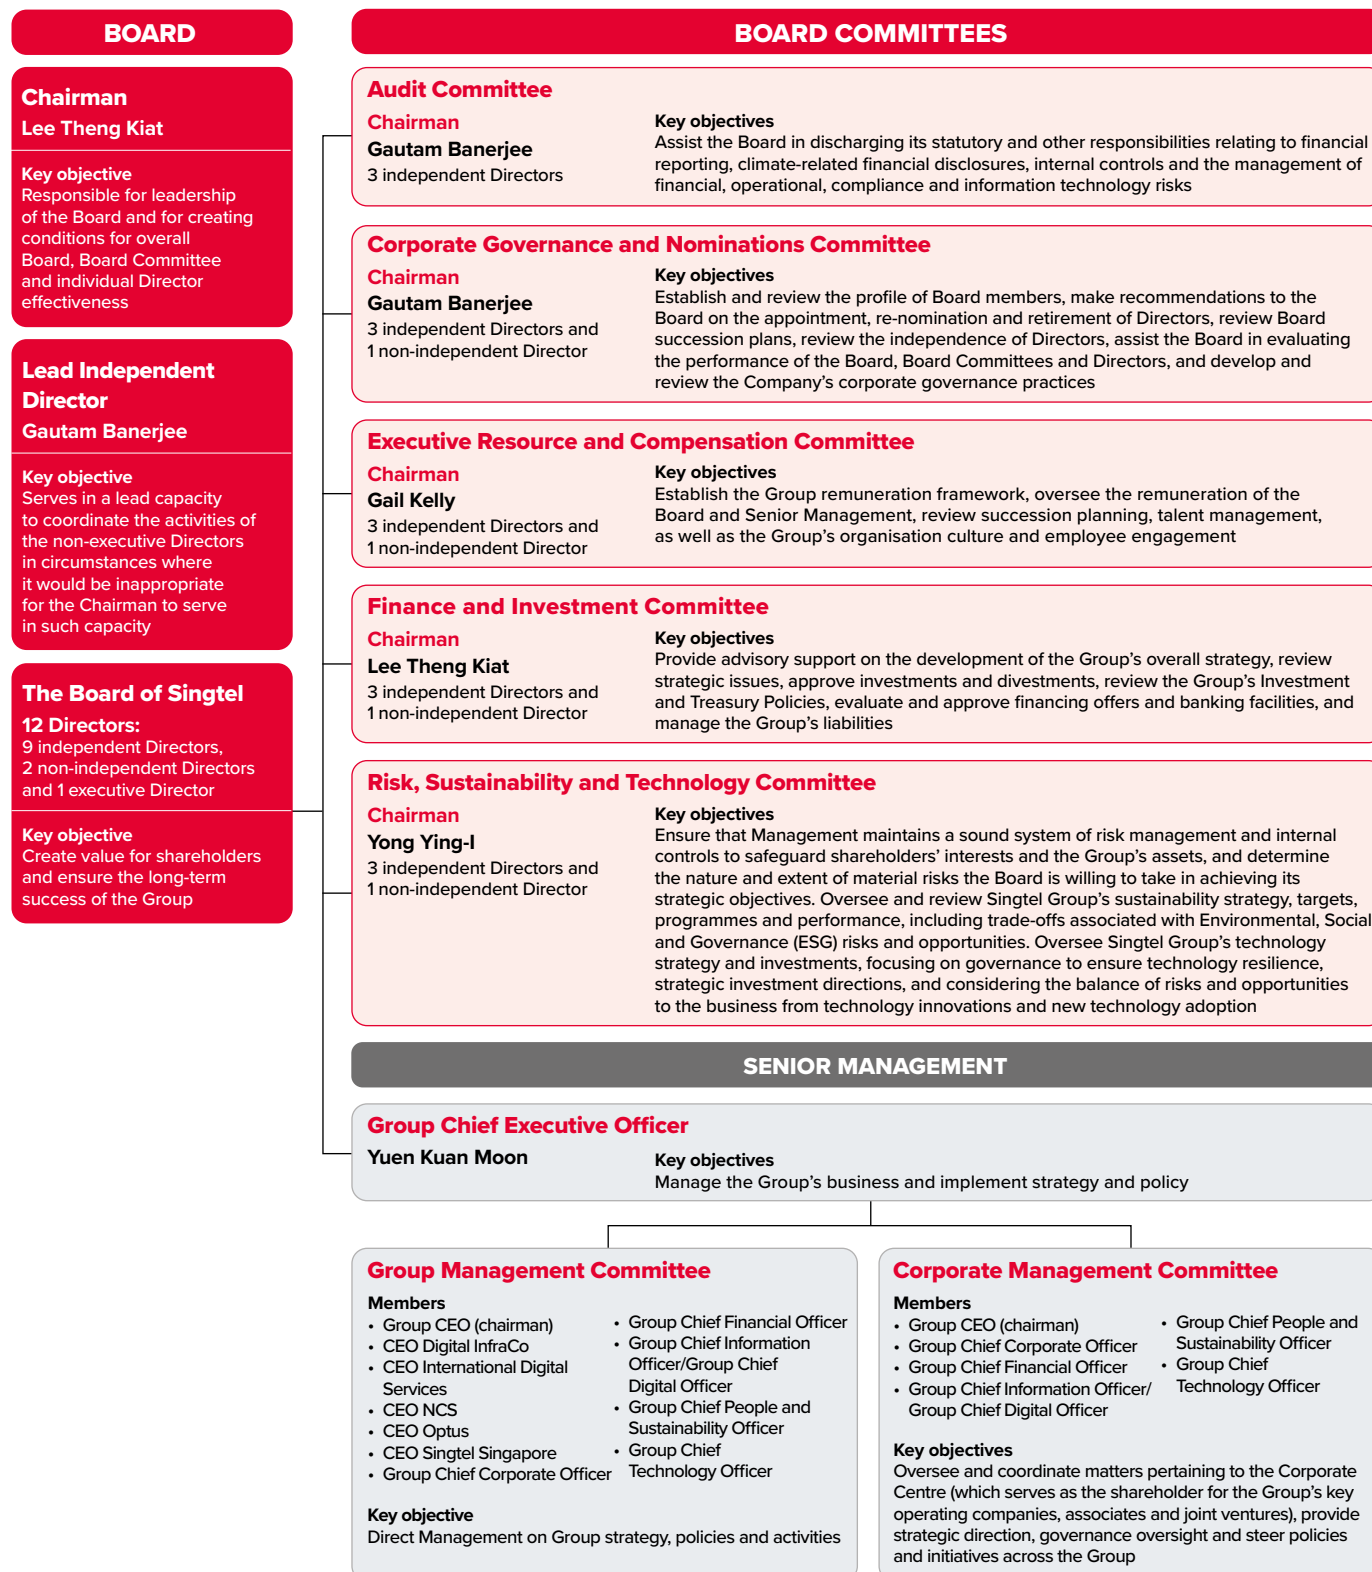 BOARD
Chairman
Lee Theng Kiat
Key objective
Responsible for leadership
of the Board and for creating
conditions for overall
Board, Board Committee
and individual Director
effectiveness
Lead Independent
Director
Gautam Banerjee
Key objective
Serves in a lead capacity
to coordinate the activities of
the non-executive Directors
in circumstances where
it would be inappropriate
for the Chairman to serve
in such capacity
The Board of Singtel
12 Directors:
9 independent Directors,
2 non-independent Directors
and 1 executive Director
Key objective
Create value for shareholders
and ensure the long-term
success of the Group
BOARD COMMITTEES
Audit Committee
Chairman
Gautam Banerjee
3 independent Directors
Key objectives
Assist the Board in discharging its statutory and other responsibilities relating to financial
reporting, climate-related financial disclosures, internal controls and the management of
financial, operational, compliance and information technology risks
Corporate Governance and Nominations Committee
Chairman
Gautam Banerjee
3 independent Directors and
1 non-independent Director
Key objectives
Establish and review the profile of Board members, make recommendations to the
Board on the appointment, re-nomination and retirement of Directors, review Board
succession plans, review the independence of Directors, assist the Board in evaluating
the performance of the Board, Board Committees and Directors, and develop and
review the Company's corporate governance practices
Executive Resource and Compensation Committee
Chairman
Gail Kelly
3 independent Directors and
1 non-independent Director
Key objectives
Establish the Group remuneration framework, oversee the remuneration of the
Board and Senior Management, review succession planning, talent management,
as well as the Group's organisation culture and employee engagement
Finance and Investment Committee
Chairman
Lee Theng Kiat
3 independent Directors and
1 non-independent Director
Key objectives
Provide advisory support on the development of the Group's overall strategy, review
strategic issues, approve investments and divestments, review the Group's Investment
and Treasury Policies, evaluate and approve financing offers and banking facilities, and
manage the Group's liabilities
Risk, Sustainability and Technology Committee
Chairman
Yong Ying-I
3 independent Directors and
1 non-independent Director
Key objectives
Ensure that Management maintains a sound system of risk management and internal
controls to safeguard shareholders' interests and the Group's assets, and determine
the nature and extent of material risks the Board is willing to take in achieving its
strategic objectives. Oversee and review Singtel Group's sustainability strategy, targets,
programmes and performance, including trade-offs associated with Environmental, Social
and Governance (ESG) risks and opportunities. Oversee Singtel Group's technology
strategy and investments, focusing on governance to ensure technology resilience,
strategic investment directions, and considering the balance of risks and opportunities
to the business from technology innovations and new technology adoption
SENIOR MANAGEMENT
Group Chief Executive Officer
Yuen Kuan Moon
Key objectives
Manage the Group's business and implement strategy and policy
Group Management Committee
Members
• Group CEO (chairman)
• CEO Digital InfraCo
• CEO International Digital
Services
• CEO NCS
• CEO Optus
• CEO Singtel Singapore
• Group Chief Corporate Officer
• Group Chief Financial Officer
• Group Chief Information
Officer/Group Chief
Digital Officer
• Group Chief People and
Sustainability Officer
• Group Chief
Technology Officer
Key objective
Direct Management on Group strategy, policies and activities
Corporate Management Committee
Members
• Group CEO (chairman)
• Group Chief Corporate Officer
• Group Chief Financial Officer
• Group Chief Information Officer/
Group Chief Digital Officer
• Group Chief People and
Sustainability Officer
• Group Chief
Technology Officer
Key objectives
Oversee and coordinate matters pertaining to the Corporate
Centre (which serves as the shareholder for the Group's key
operating companies, associates and joint ventures), provide
strategic direction, governance oversight and steer policies
and initiatives across the Group